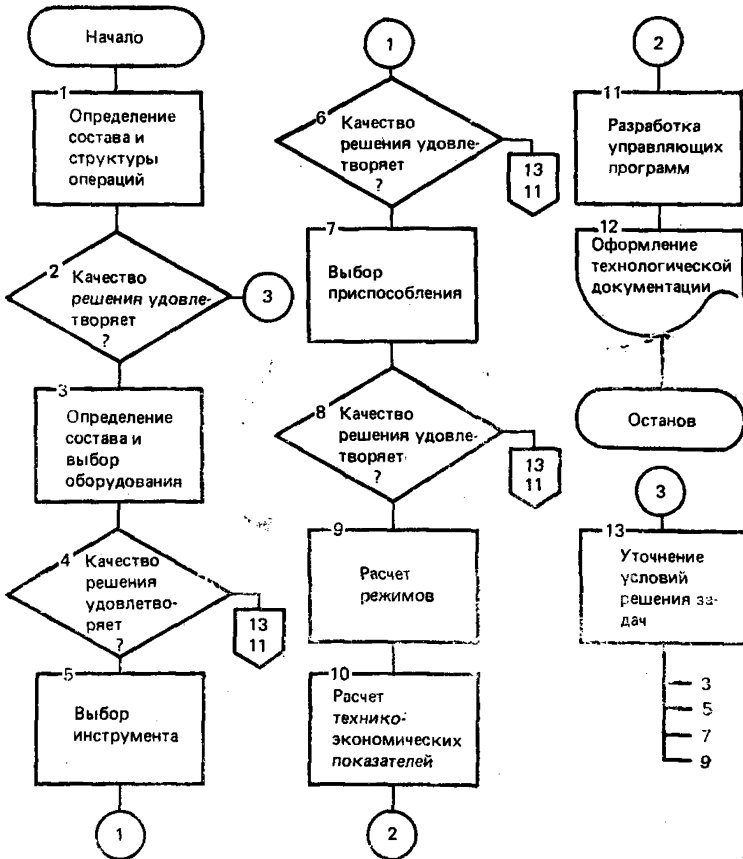 Начало
1
Определение
состава и
структуры
операций
2
Качество
решения удовле-
творяет
?
3
3
Определение
состава и
выбор
оборудования
4
Качество
решения
удовлетво-
ряет
?
13
11
5
Выбор
инструмента
1
1
6
Качество
решения удовле-
творяет
?
13
11
7
Выбор
приспособления
8
Качество
решения удовле-
творяет
?
13
11
9
Расчет
режимов
10
Расчет
технико-
экономических
показателей
2
2
11
Разработка
управляющих
программ
12
Оформление
технологической
документации
Останов
3
13
Уточнение
условий
решения за-
дач
3
5
7
9